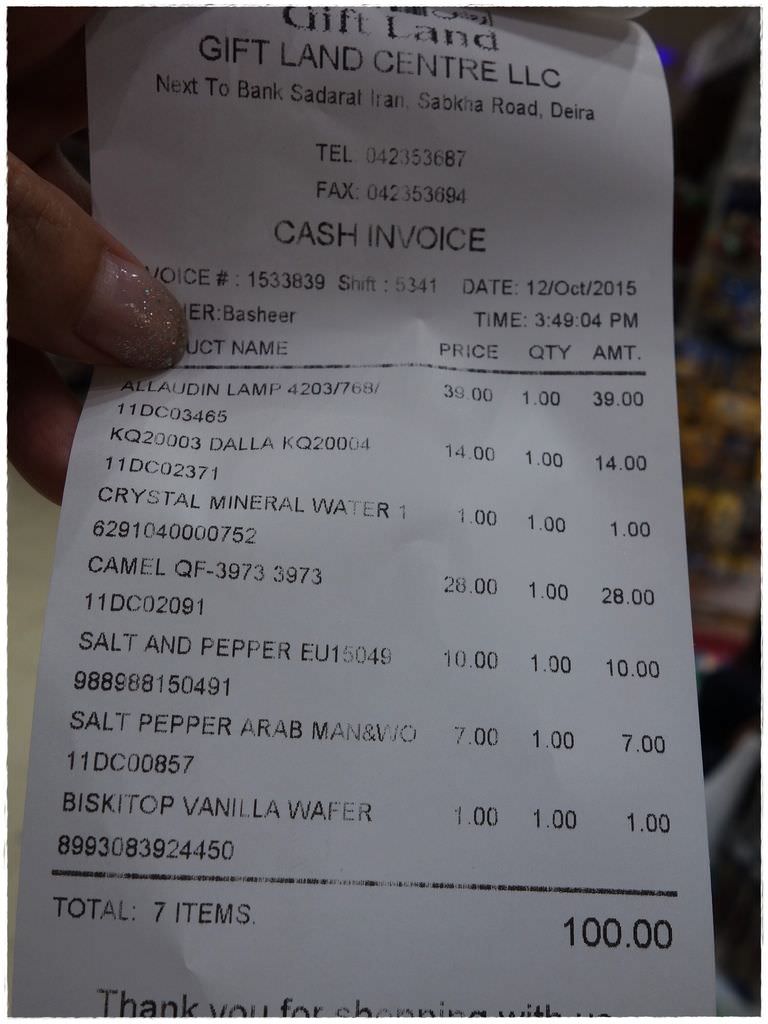 Gift Land
GIFT LAND CENTRE LLC
Next To Bank Sadarat Iran, Sabkha Road, Deira
TEL: 042353687
FAX: 042353694
CASH INVOICE
VOICE # : 1533839 Shift : 5341 DATE: 12/Oct/2015
IER:Basheer TIME: 3:49:04 PM
UCT NAME PRICE QTY AMT.
ALLAUDIN LAMP 4203/768/ 39.00 1.00 39.00
11DC03465
KQ20003 DALLA KQ20004 14.00 1.00 14.00
11DC02371
CRYSTAL MINERAL WATER 1 1.00 1.00 1.00
6291040000752
CAMEL QF-3973 3973 28.00 1.00 28.00
11DC02091
SALT AND PEPPER EU15049 10.00 1.00 10.00
988988150491
SALT PEPPER ARAB MAN&WO 7.00 1.00 7.00
11DC00857
BISKITOP VANILLA WAFER 1.00 1.00 1.00
8993083924450
TOTAL: 7 ITEMS. 100.00
Thank you for shopping with us